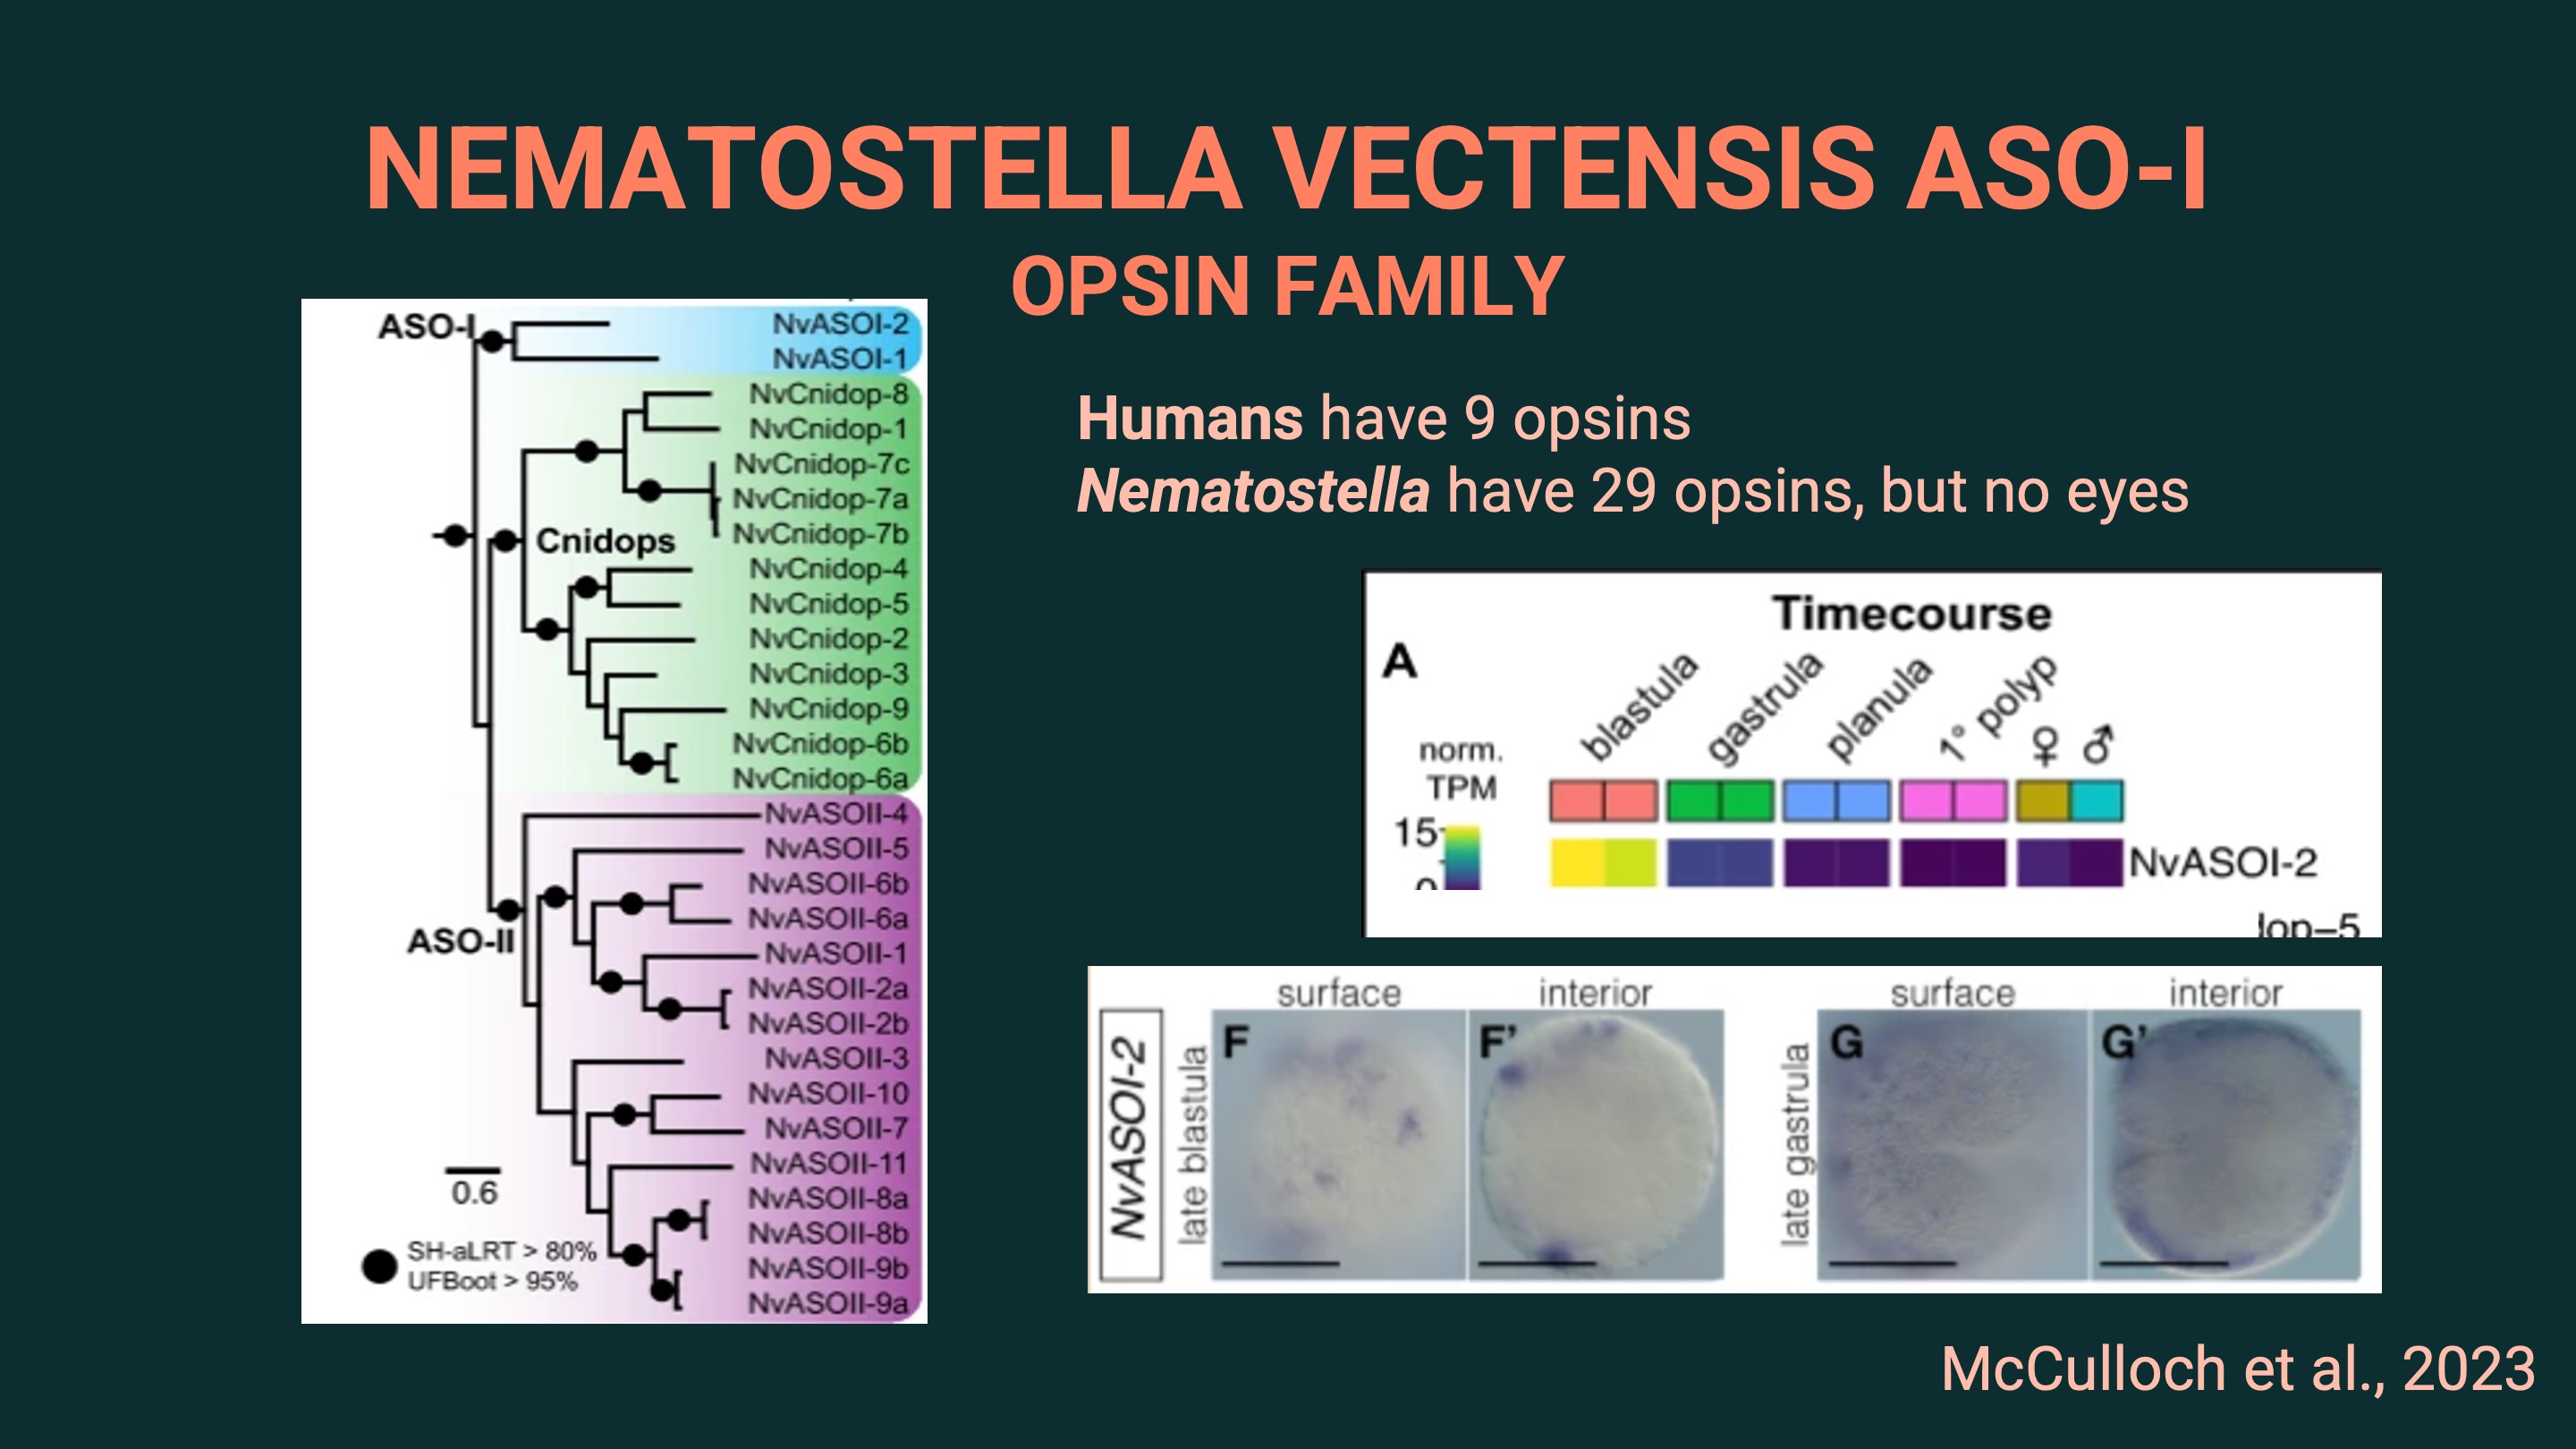 NEMATOSTELLA VECTENSIS ASO-I
OPSIN FAMILY
ASO-I
NvASOI-2
NvASOI-1
NvCnidop-8
NvCnidop-1
NvCnidop-7c
NvCnidop-7a
NvCnidop-7b
Cnidops
NvCnidop-4
NvCnidop-5
NvCnidop-2
NvCnidop-3
NvCnidop-9
NvCnidop-6b
NvCnidop-6a
NvASOII-4
NvASOII-5
NvASOII-6b
NvASOII-6a
ASO-II
NvASOII-1
NvASOII-2a
NvASOII-2b
NvASOII-3
NvASOII-10
NvASOII-7
NvASOII-11
NvASOII-8a
NvASOII-8b
NvASOII-9b
NvASOII-9a
0.6
SH-aLRT > 80%
UFBoot > 95%
Humans have 9 opsins
Nematostella have 29 opsins, but no eyes
Timecourse
A
blastula
gastrula
planula
1° polyp
♀ ♂
norm.
TPM
15
0
NvASOI-2
lop–5
surface interior surface interior
NvASOI-2
late blastula
F F'
late gastrula
G G'
McCulloch et al., 2023